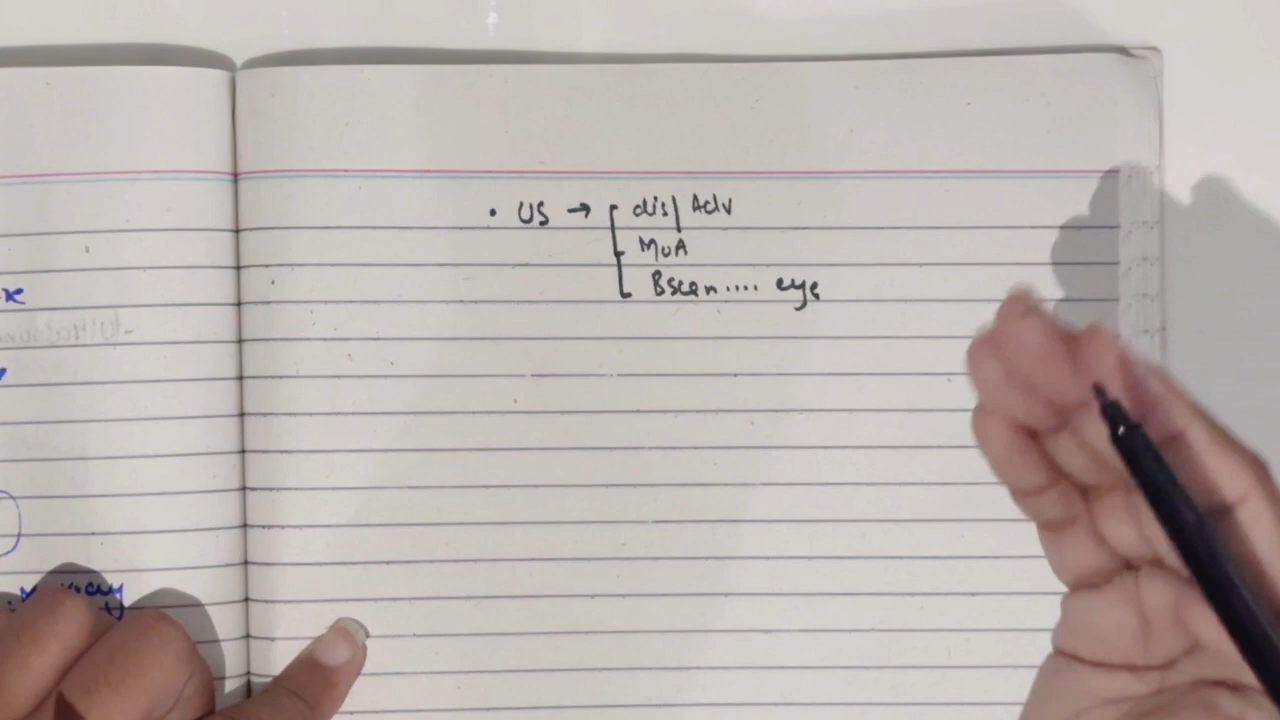 • US → dis| Adv
MOA
Bscan.... eye